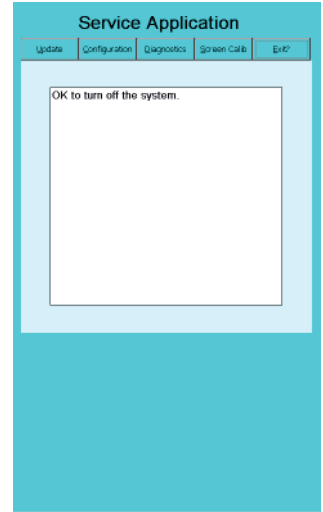 Service Application
Update Configuration Diagnostics Screen Calib Exit?
OK to turn off the system.